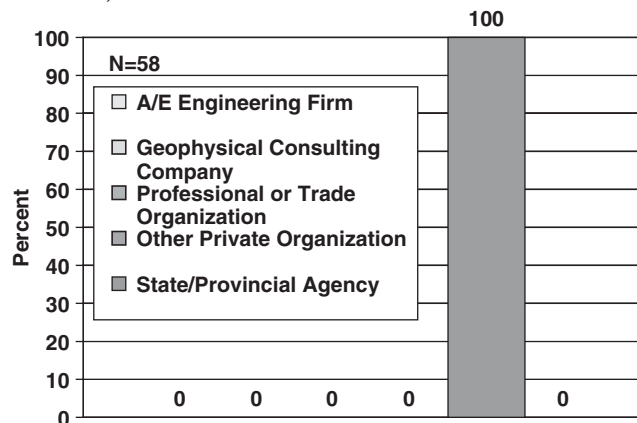 100
100
90
80
70
60
50
40
30
20
10
0
Percent
N=58
A/E Engineering Firm
Geophysical Consulting
Company
Professional or Trade
Organization
Other Private Organization
State/Provincial Agency
0 0 0 0 0